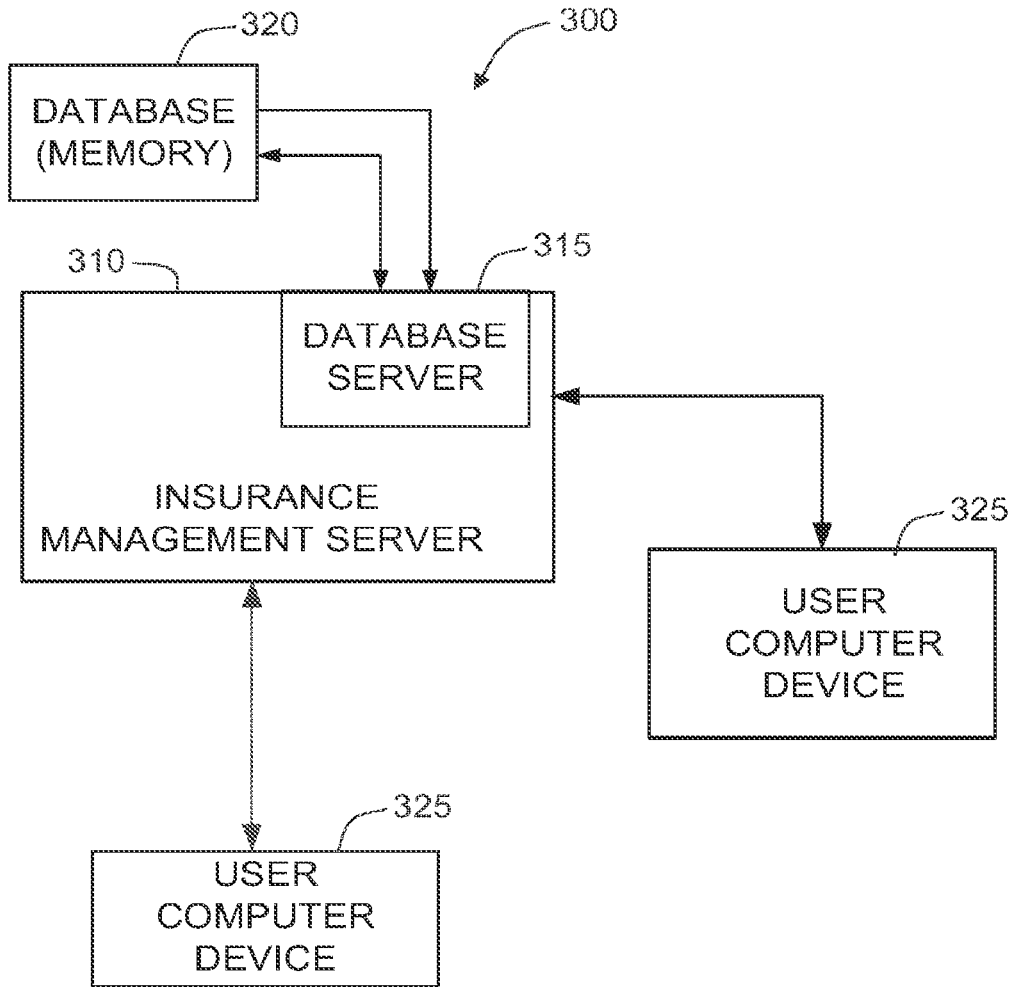 320
300
DATABASE
(MEMORY)
310
315
DATABASE
SERVER
INSURANCE
MANAGEMENT SERVER
325
USER
COMPUTER
DEVICE
325
USER
COMPUTER
DEVICE